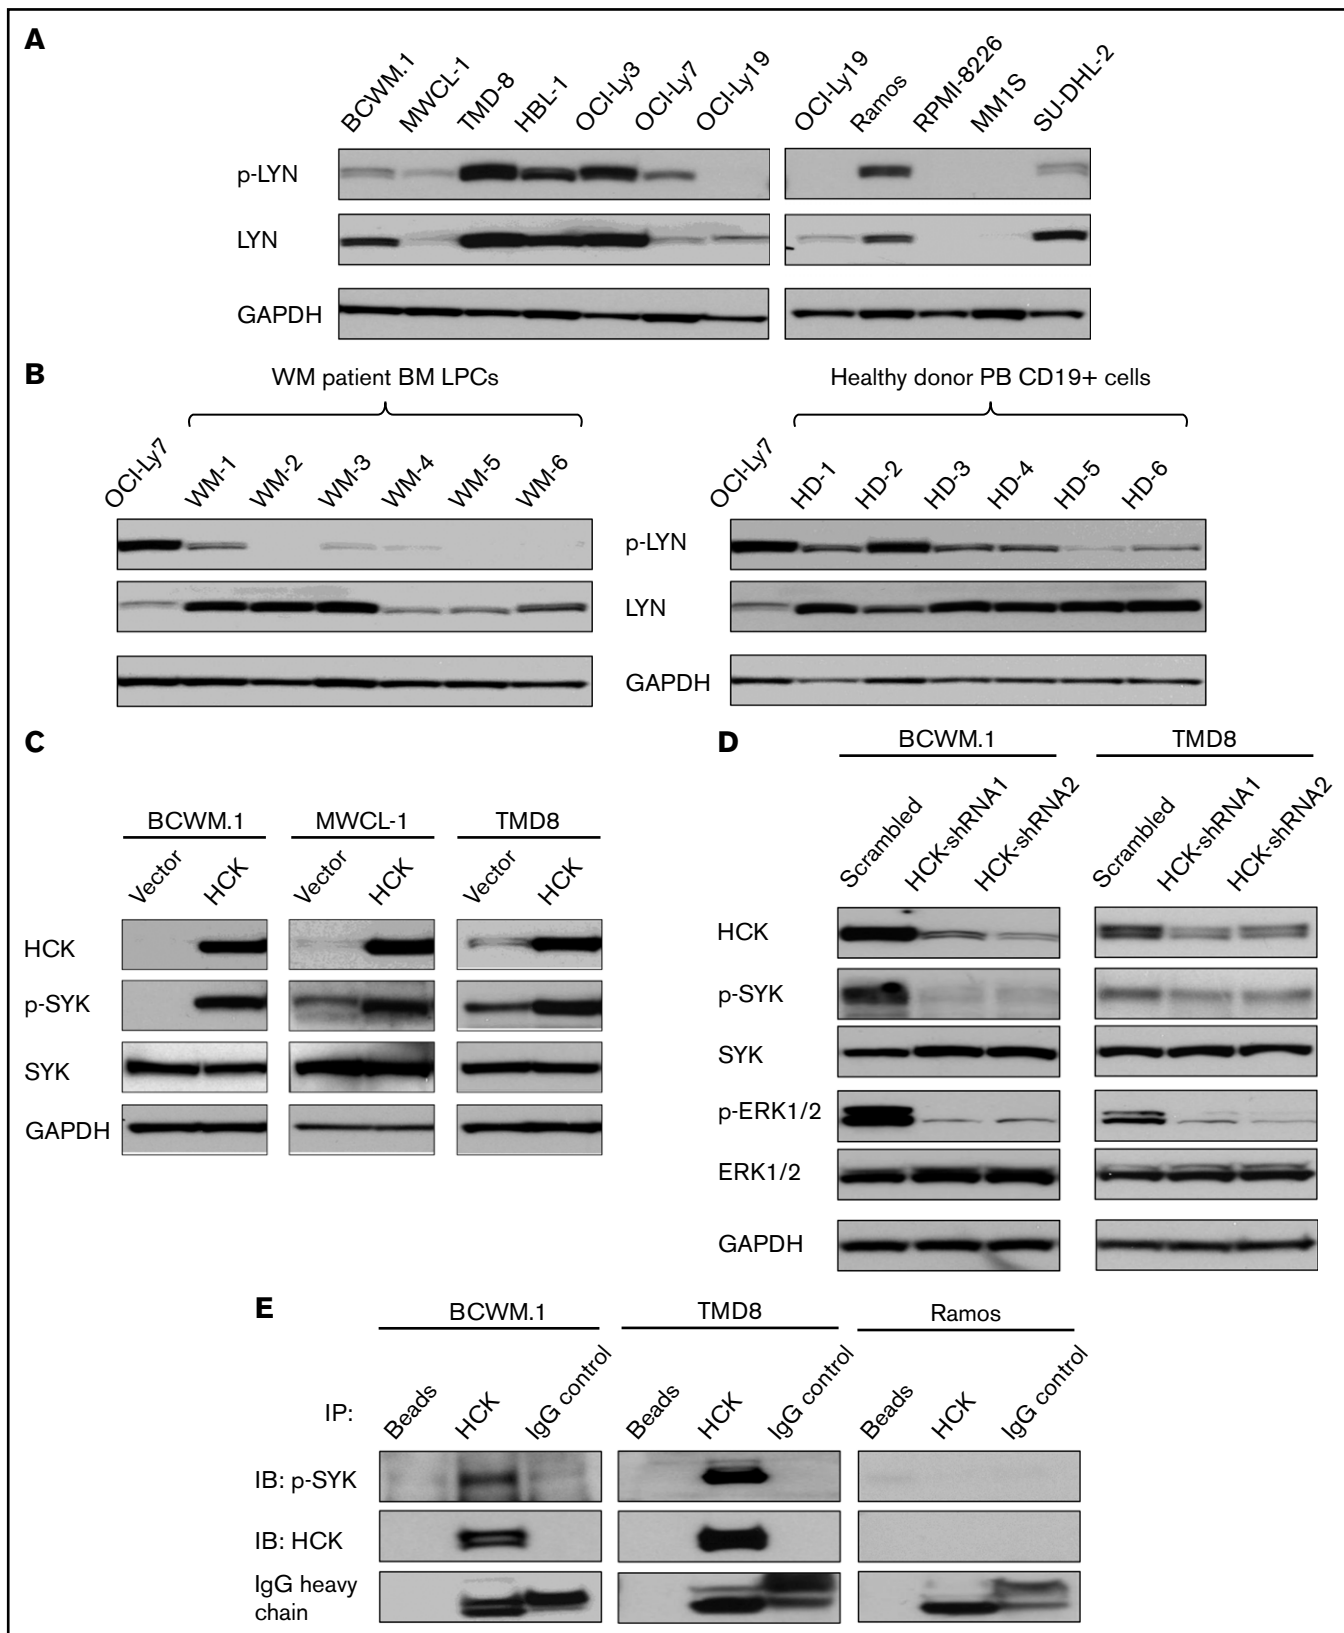 A
BCWM.1 MWCL-1 TMD-8 HBL-1 OCI-Ly3 OCI-Ly7 OCI-Ly19 OCI-Ly19 Ramos RPMI-8226 MM1S SU-DHL-2
p-LYN
LYN
GAPDH
B
WM patient BM LPCs Healthy donor PB CD19+ cells
OCI-Ly7 WM-1 WM-2 WM-3 WM-4 WM-5 WM-6 OCI-Ly7 HD-1 HD-2 HD-3 HD-4 HD-5 HD-6
p-LYN
LYN
GAPDH
C
BCWM.1 MWCL-1 TMD8
Vector HCK Vector HCK Vector HCK
HCK
p-SYK
SYK
GAPDH
D
BCWM.1 TMD8
Scrambled HCK-shRNA1 HCK-shRNA2 Scrambled HCK-shRNA1 HCK-shRNA2
HCK
p-SYK
SYK
p-ERK1/2
ERK1/2
GAPDH
E
BCWM.1 TMD8 Ramos
IP: Beads HCK IgG control Beads HCK IgG control Beads HCK IgG control
IB: p-SYK
IB: HCK
IgG heavy
chain